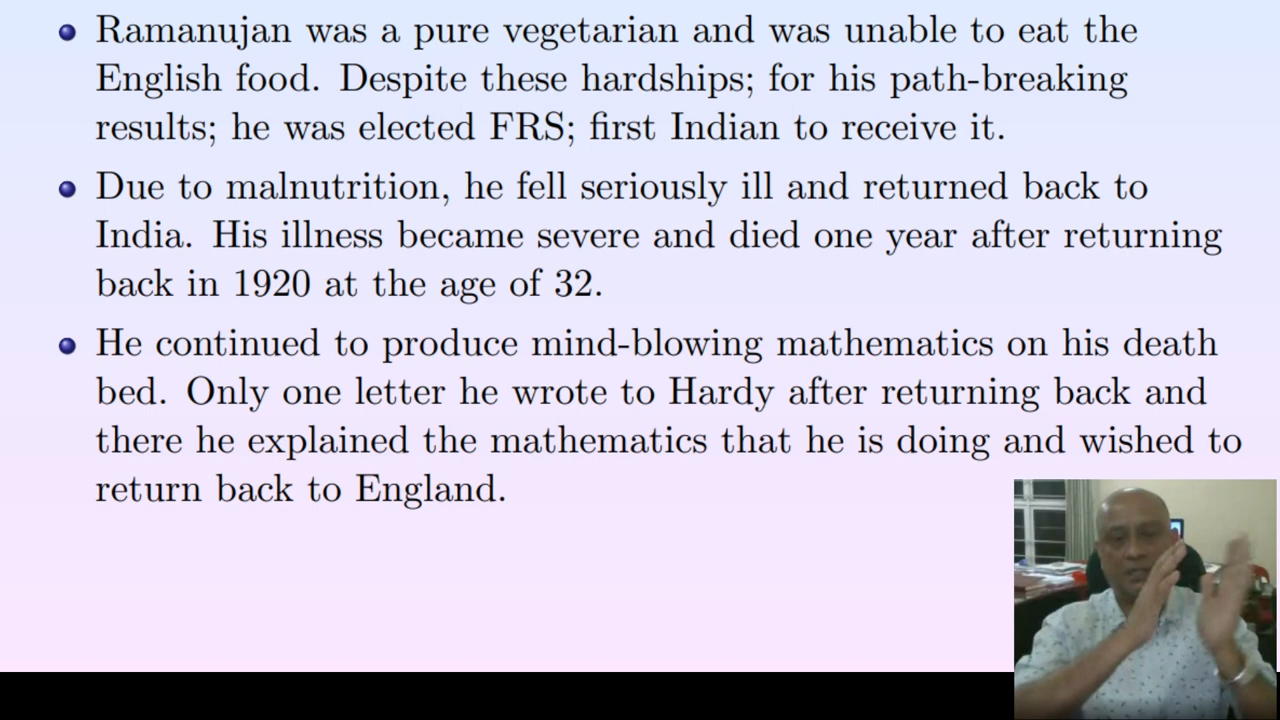 Ramanujan was a pure vegetarian and was unable to eat the
English food. Despite these hardships; for his path-breaking
results; he was elected FRS; first Indian to receive it.
Due to malnutrition, he fell seriously ill and returned back to
India. His illness became severe and died one year after returning
back in 1920 at the age of 32.
He continued to produce mind-blowing mathematics on his death
bed. Only one letter he wrote to Hardy after returning back and
there he explained the mathematics that he is doing and wished to
return back to England.